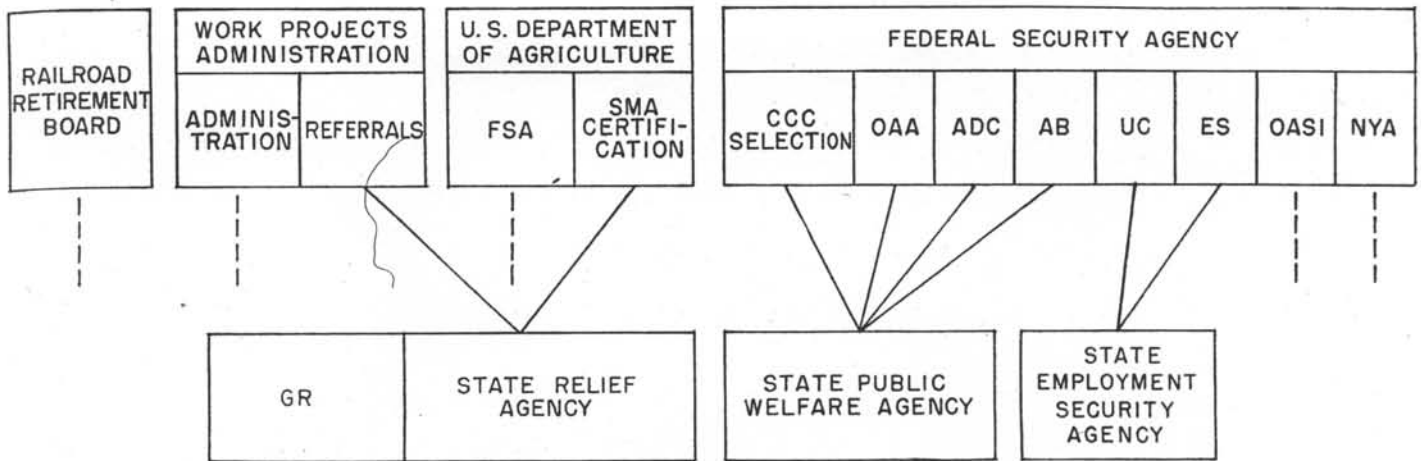 RAILROAD
RETIREMENT
BOARD
WORK PROJECTS
ADMINISTRATION
ADMINIS-
TRATION
REFERRALS
U. S. DEPARTMENT
OF AGRICULTURE
FSA
SMA
CERTIFI-
CATION
FEDERAL SECURITY AGENCY
CCC
SELECTION
OAA
ADC
AB
UC
ES
OASI
NYA
GR
STATE RELIEF
AGENCY
STATE PUBLIC
WELFARE AGENCY
STATE
EMPLOYMENT
SECURITY
AGENCY